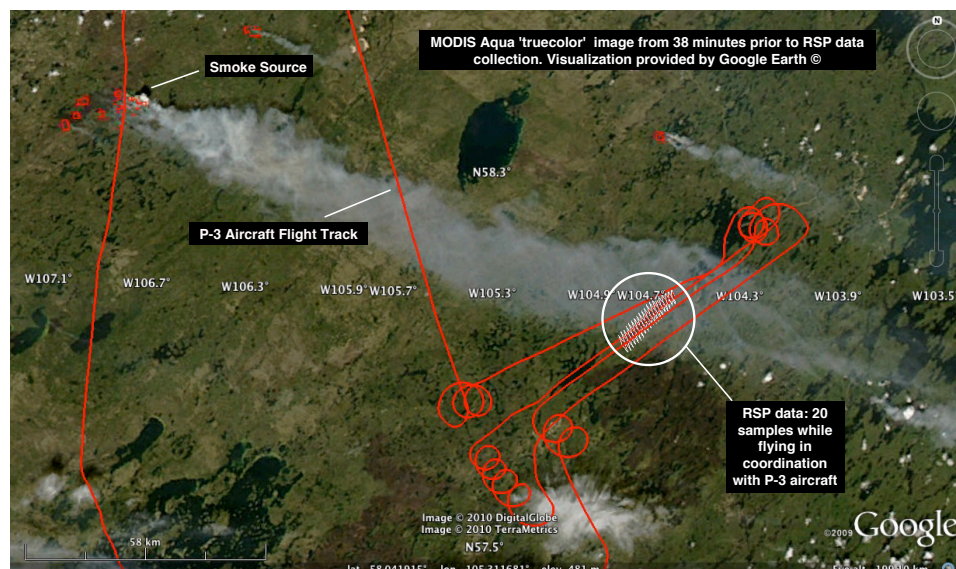 N
MODIS Aqua 'truecolor' image from 38 minutes prior to RSP data
collection. Visualization provided by Google Earth ©
Smoke Source
N58.3°
P-3 Aircraft Flight Track
W107.1°
W106.7°
W106.3°
W105.9°
W105.7°
W105.3°
W104.9°
W104.7°
W104.3°
W103.9°
W103.5°
RSP data: 20
samples while
flying in
coordination
with P-3 aircraft
Image © 2010 DigitalGlobe
Image © 2010 TerraMetrics
©2009 Google
58 km
N57.5°